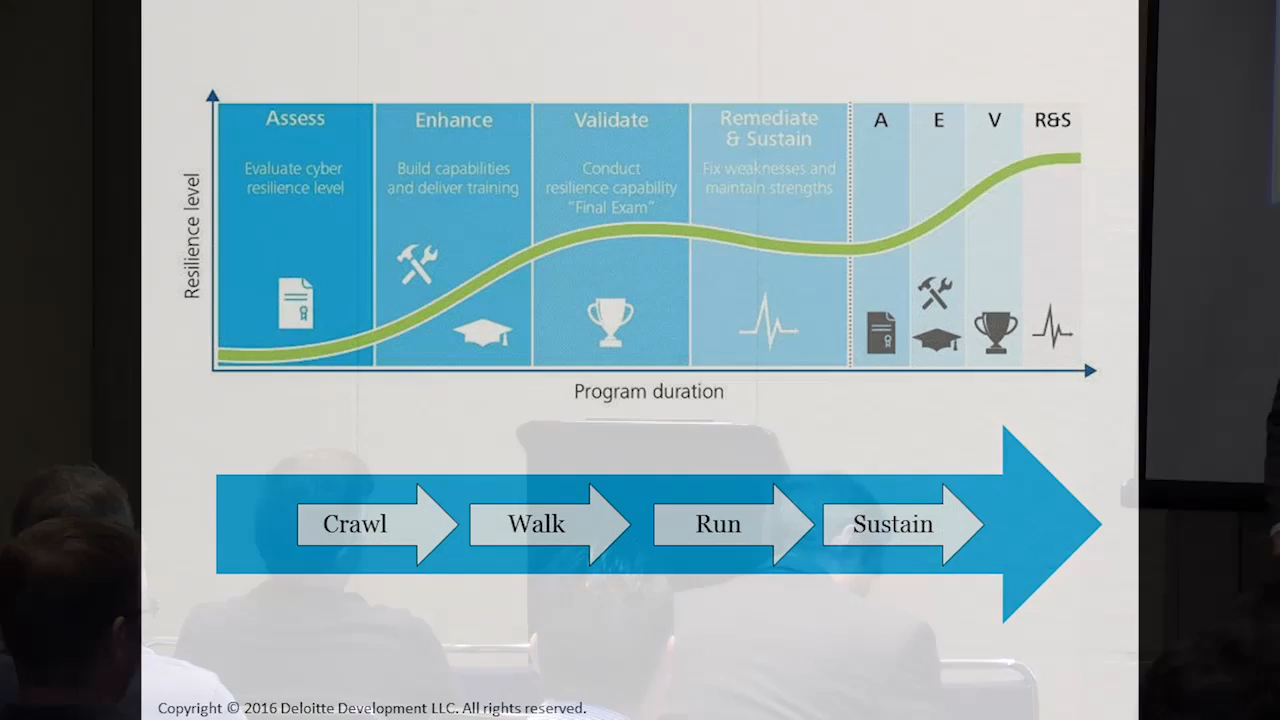 Assess
Evaluate cyber
resilience level
Enhance
Build capabilities
and deliver training
Validate
Conduct
resilience capability
"Final Exam"
Remediate
& Sustain
Fix weaknesses and
maintain strengths
A
E
V
R&S
Resilience level
Program duration
Crawl
Walk
Run
Sustain
Copyright © 2016 Deloitte Development LLC. All rights reserved.